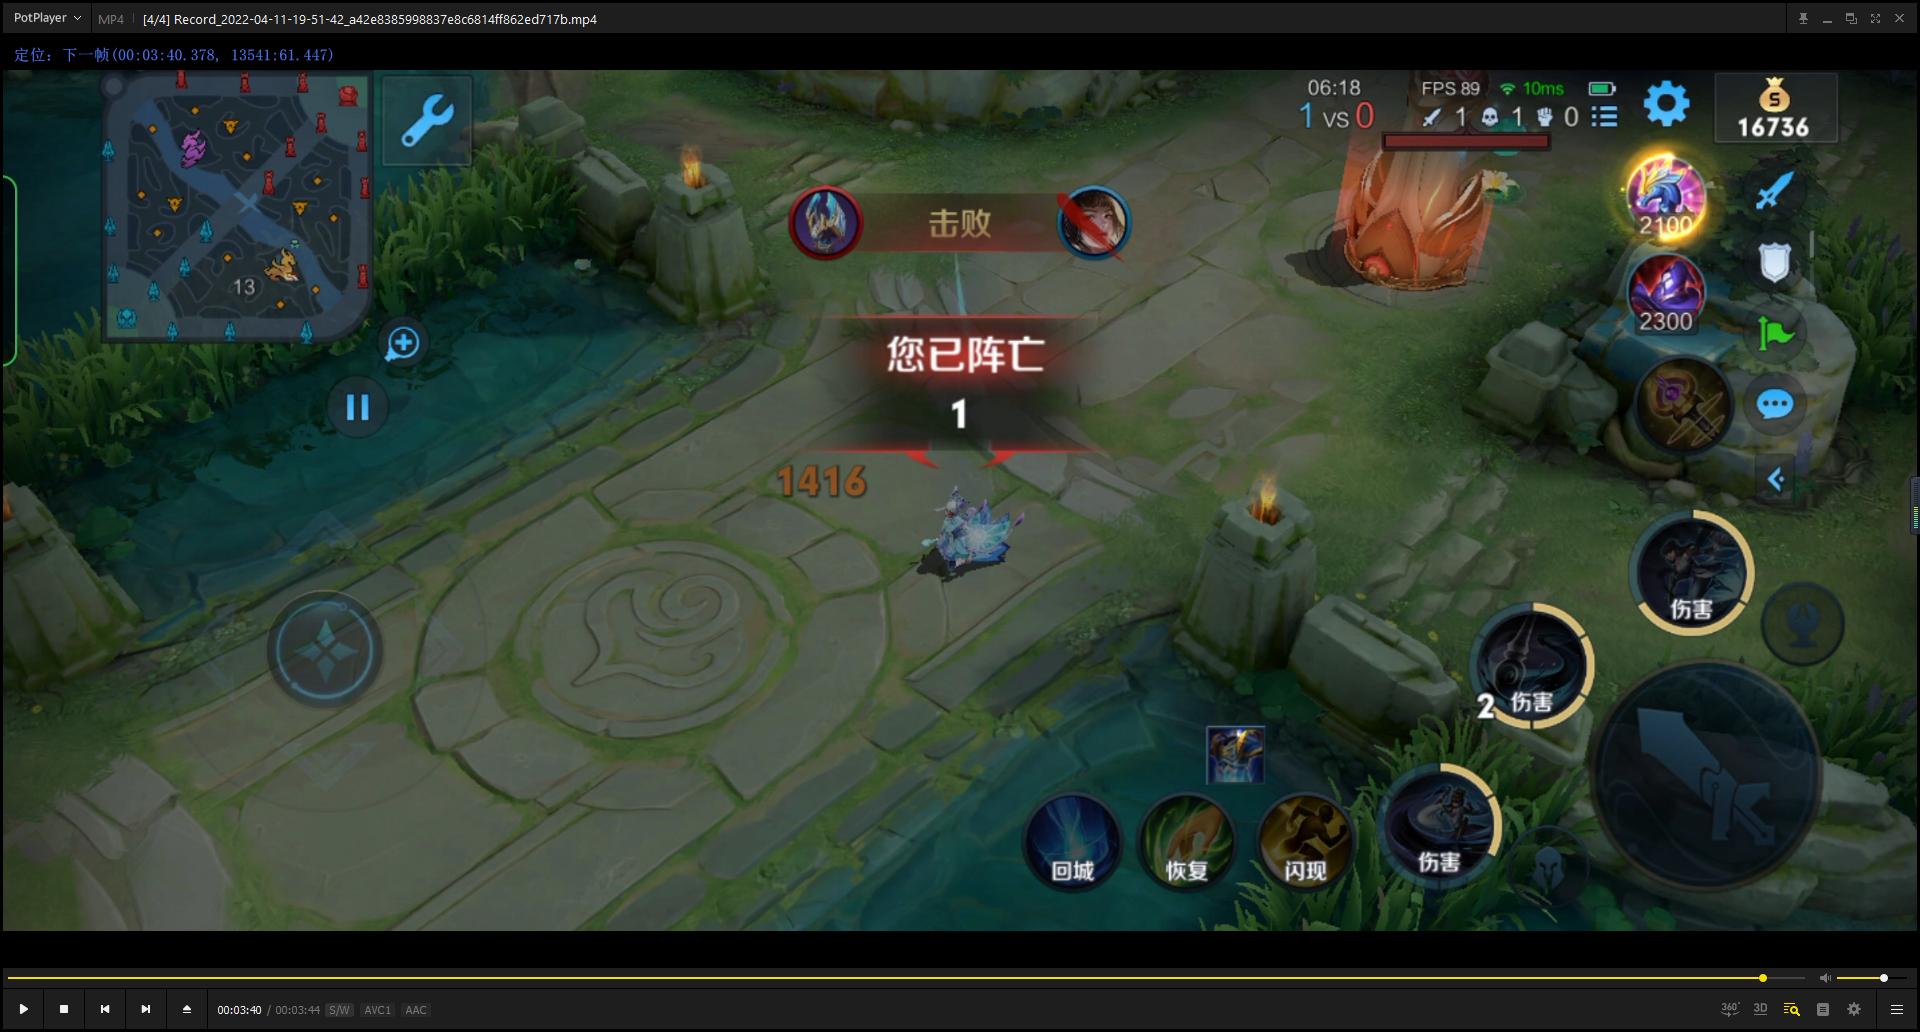 PotPlayer MP4 [4/4] Record_2022-04-11-19-51-42_a42e8385998837e8c6814ff862ed717b.mp4
定位: 下一帧(00:03:40.378, 13541:61.447)
06:18 FPS 89 10ms
1 VS 0 1 1 0
16736
2100
击败
13
2300
您已阵亡
1
1416
伤害
2 伤害
伤害
回城 恢复 闪现
00:03:40 / 00:03:44 S/W AVC1 AAC
360° 3D